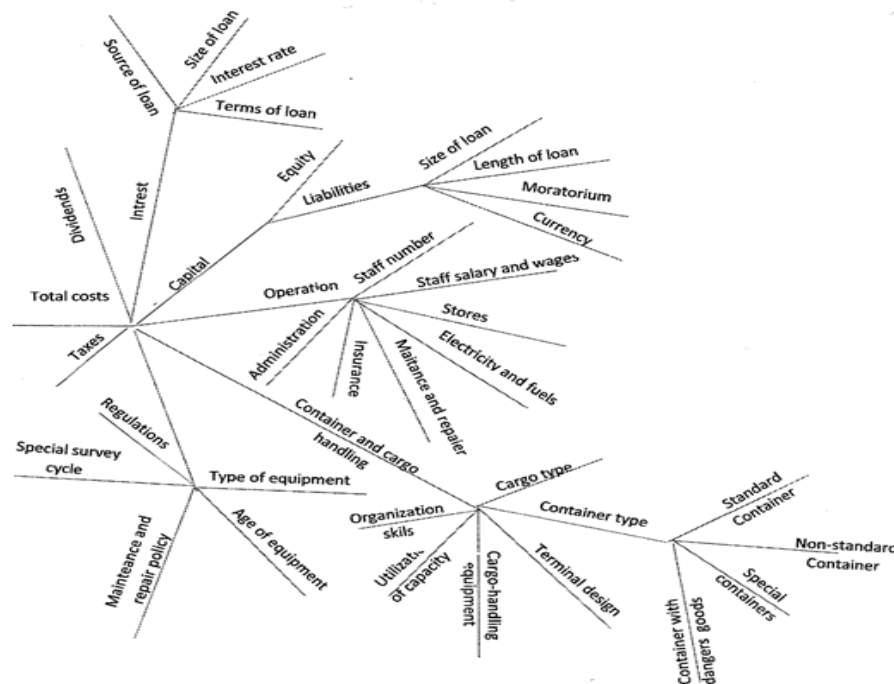 Source of loan
Size of loan
Interest rate
Terms of loan
Dividends
Intrest
Equity
Capital
Liabilities
Size of loan
Length of loan
Moratorium
Currency
Total costs
Taxes
Operation
Staff number
Staff salary and wages
Stores
Electricity and fuels
Maitance and repaier
Insurance
Administration
Container and cargo
handling
Regulations
Special survey
cycle
Type of equipment
Age of equipment
Mainteance and
repair policy
Cargo type
Organization
skils
of capacity
Cargo-handling
equipment
Terminal design
Container type
Standard
Container
Non-standard
Container
Special
containers
Container with
dangers goods